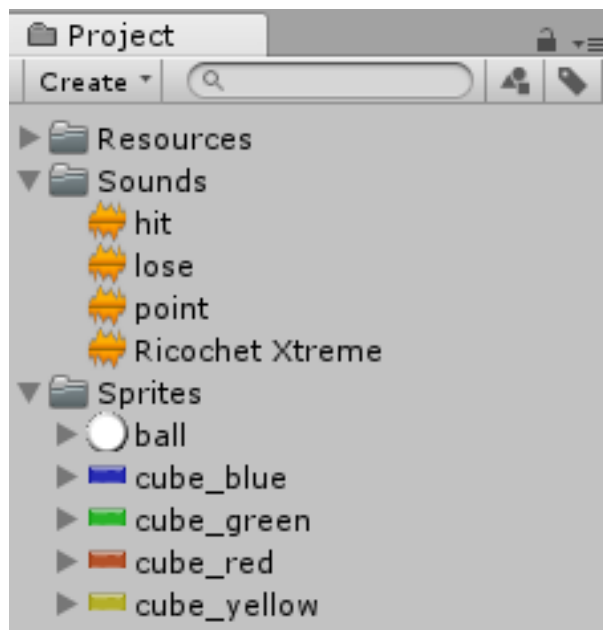 Project
Create
Resources
Sounds
hit
lose
point
Ricochet Xtreme
Sprites
ball
cube_blue
cube_green
cube_red
cube_yellow